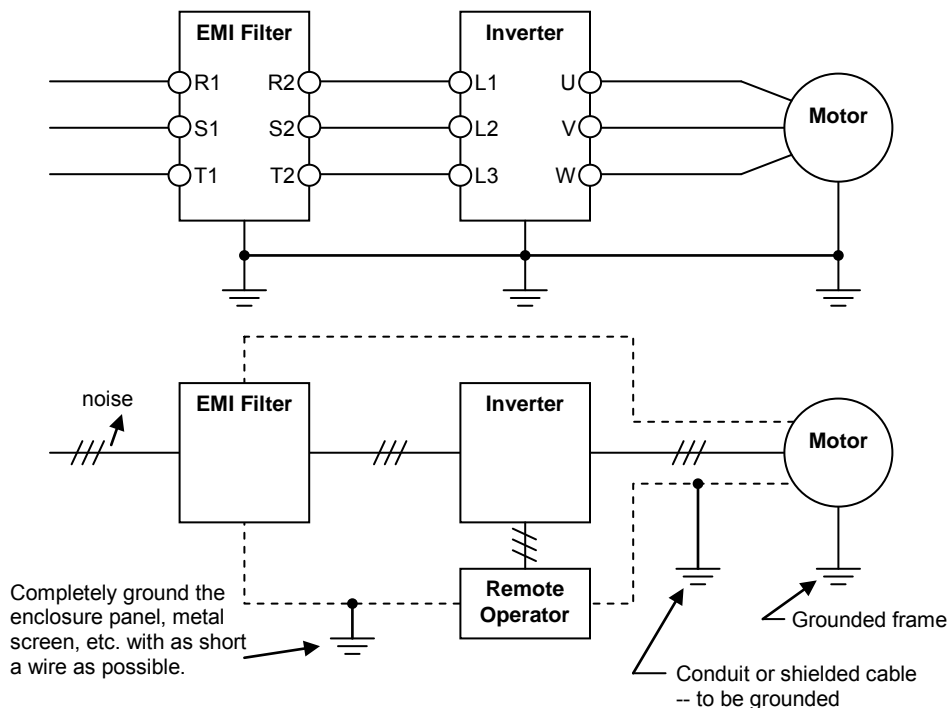 EMI Filter
Inverter
R1
R2
L1
U
S1
S2
L2
V
Motor
T1
T2
L3
W
noise
EMI Filter
Inverter
Motor
Completely ground the
enclosure panel, metal
screen, etc. with as short
a wire as possible.
Remote
Operator
Grounded frame
Conduit or shielded cable
-- to be grounded